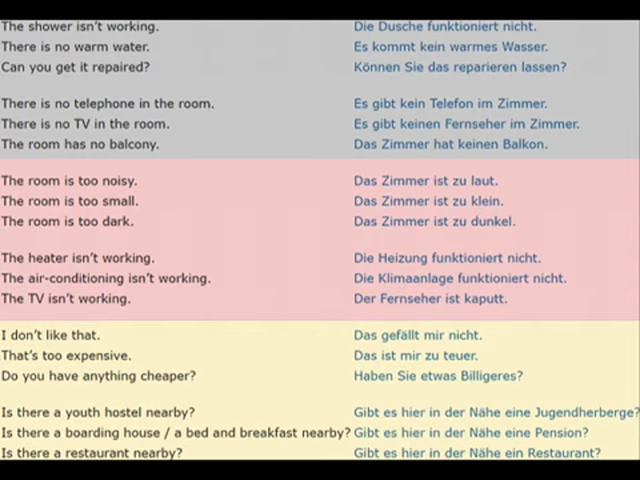 The shower isn't working. Die Dusche funktioniert nicht.
There is no warm water. Es kommt kein warmes Wasser.
Can you get it repaired? Können Sie das reparieren lassen?
There is no telephone in the room. Es gibt kein Telefon im Zimmer.
There is no TV in the room. Es gibt keinen Fernseher im Zimmer.
The room has no balcony. Das Zimmer hat keinen Balkon.
The room is too noisy. Das Zimmer ist zu laut.
The room is too small. Das Zimmer ist zu klein.
The room is too dark. Das Zimmer ist zu dunkel.
The heater isn't working. Die Heizung funktioniert nicht.
The air-conditioning isn't working. Die Klimaanlage funktioniert nicht.
The TV isn't working. Der Fernseher ist kaputt.
I don't like that. Das gefällt mir nicht.
That's too expensive. Das ist mir zu teuer.
Do you have anything cheaper? Haben Sie etwas Billigeres?
Is there a youth hostel nearby? Gibt es hier in der Nähe eine Jugendherberge?
Is there a boarding house / a bed and breakfast nearby? Gibt es hier in der Nähe eine Pension?
Is there a restaurant nearby? Gibt es hier in der Nähe ein Restaurant?